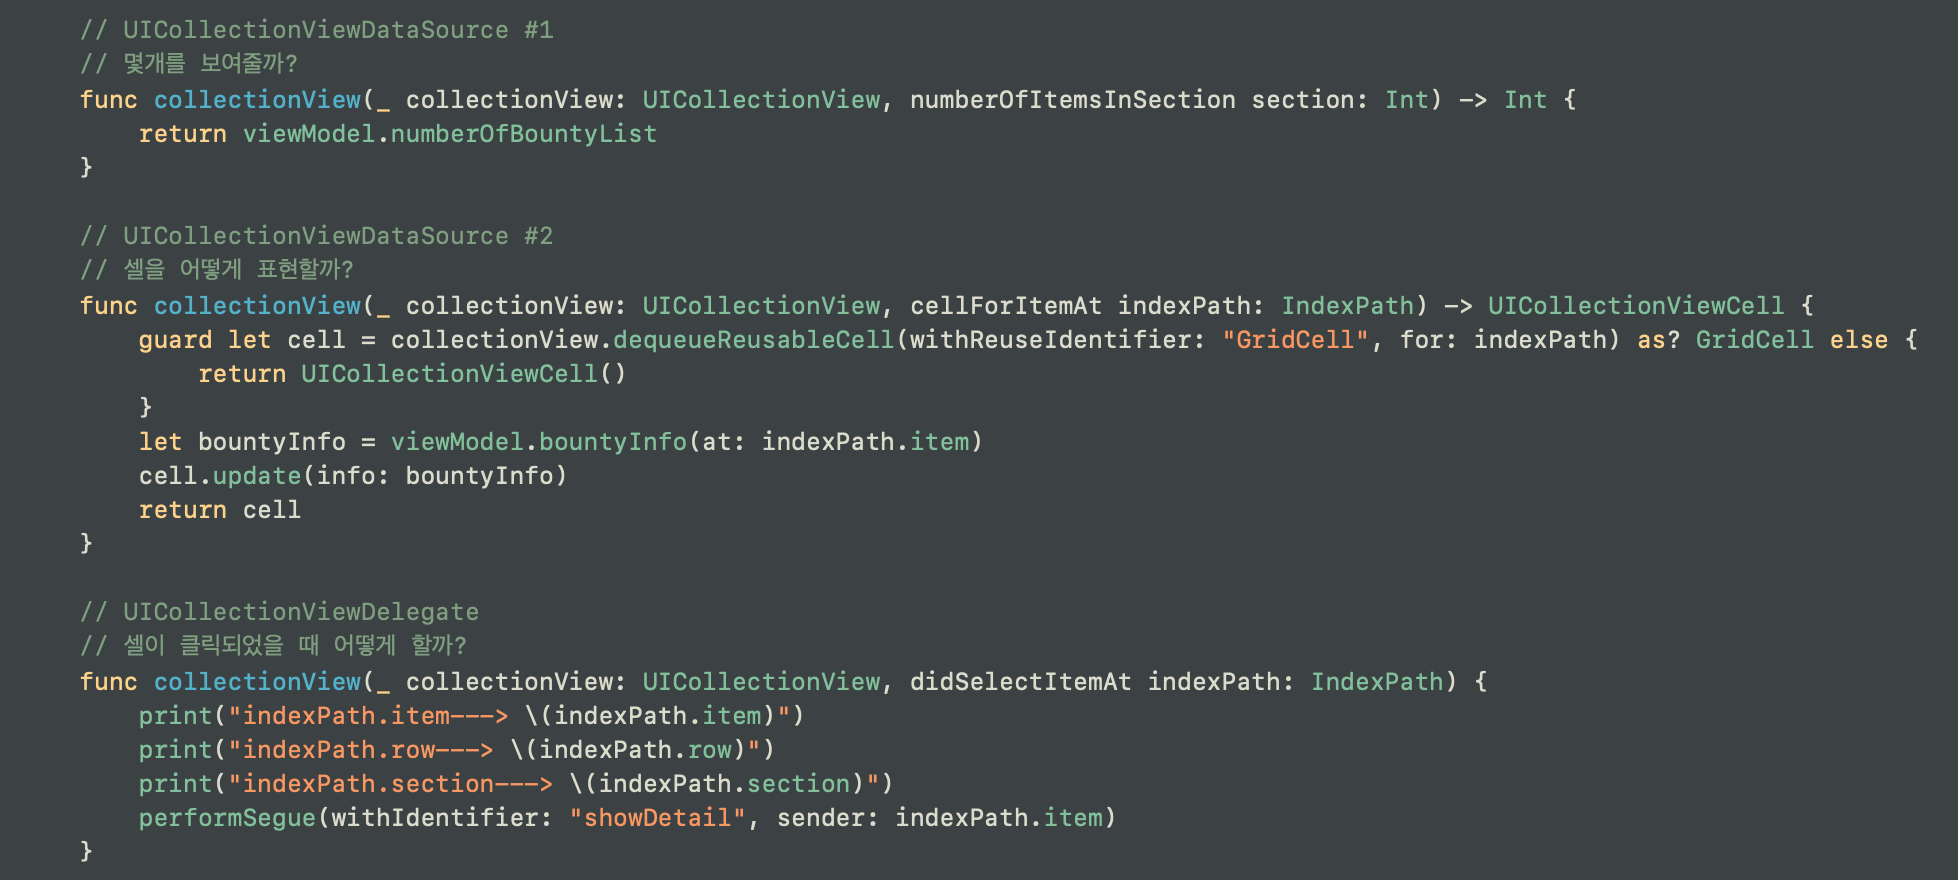 // UICollectionViewDataSource #1
// 몇개를 보여줄까?
func collectionView(_ collectionView: UICollectionView, numberOfItemsInSection section: Int) -> Int {
    return viewModel.numberOfBountyList
}

// UICollectionViewDataSource #2
// 셀을 어떻게 표현할까?
func collectionView(_ collectionView: UICollectionView, cellForItemAt indexPath: IndexPath) -> UICollectionViewCell {
    guard let cell = collectionView.dequeueReusableCell(withReuseIdentifier: "GridCell", for: indexPath) as? GridCell else {
        return UICollectionViewCell()
    }
    let bountyInfo = viewModel.bountyInfo(at: indexPath.item)
    cell.update(info: bountyInfo)
    return cell
}

// UICollectionViewDelegate
// 셀이 클릭되었을 때 어떻게 할까?
func collectionView(_ collectionView: UICollectionView, didSelectItemAt indexPath: IndexPath) {
    print("indexPath.item---> \(indexPath.item)")
    print("indexPath.row---> \(indexPath.row)")
    print("indexPath.section---> \(indexPath.section)")
    performSegue(withIdentifier: "showDetail", sender: indexPath.item)
}